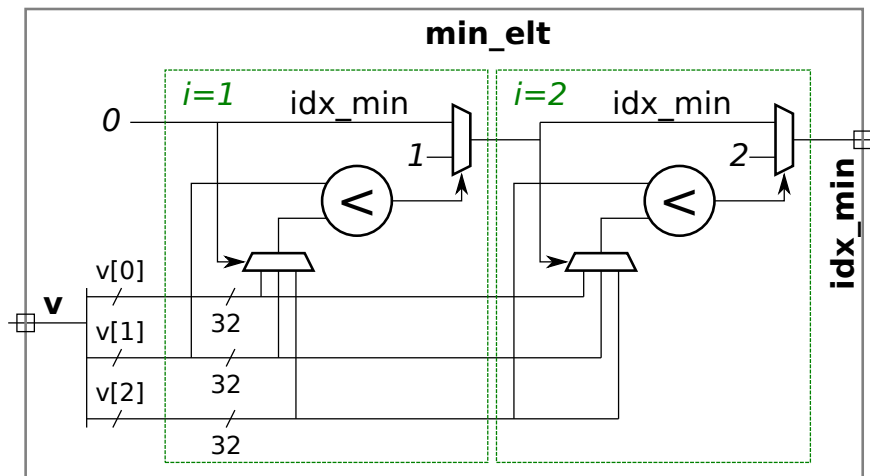 min_elt
i=1
idx_min
i=2
idx_min
0
1
2
<
<
v[0]
v
32
v[1]
32
v[2]
32
idx_min